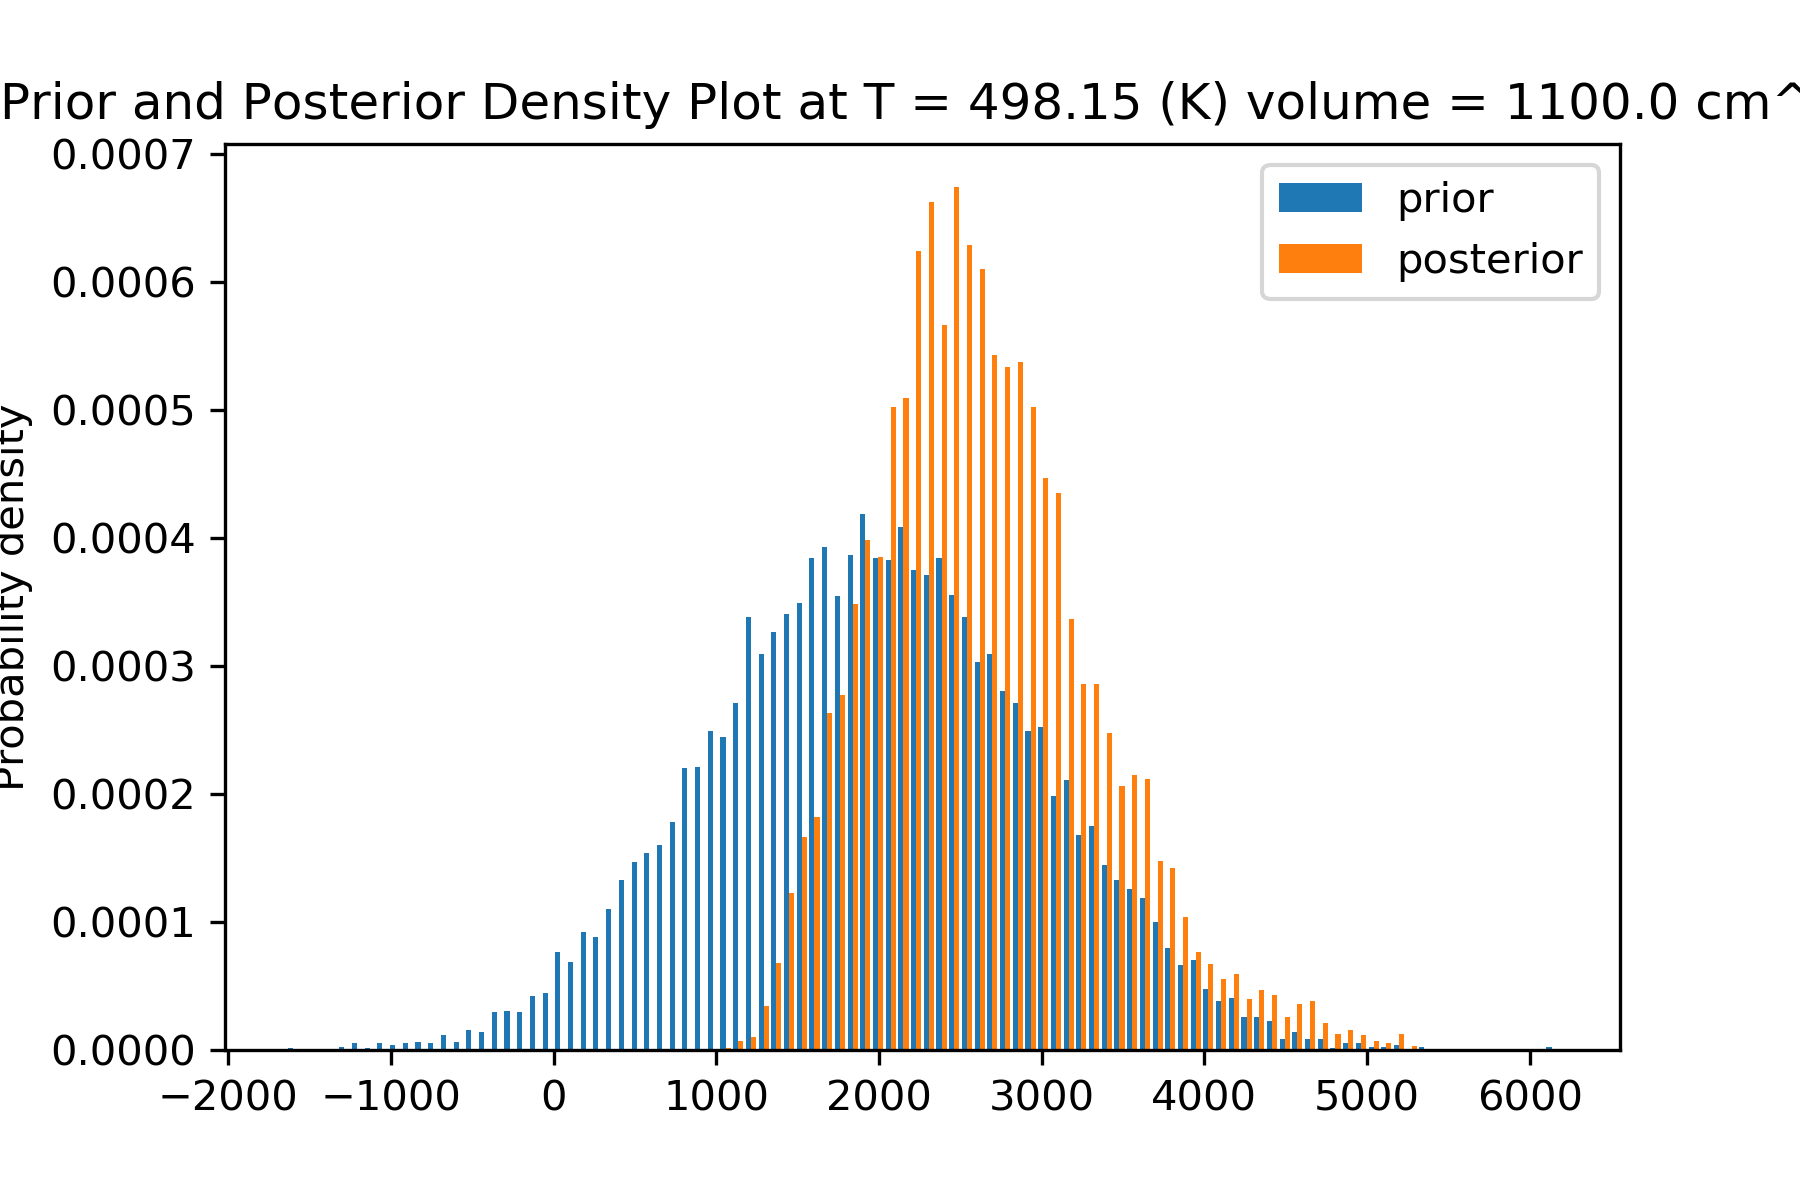 Prior and Posterior Density Plot at T = 498.15 (K) volume = 1100.0 cm^
prior
posterior
Probability density
0.0007
0.0006
0.0005
0.0004
0.0003
0.0002
0.0001
0.0000
−2000 −1000 0 1000 2000 3000 4000 5000 6000